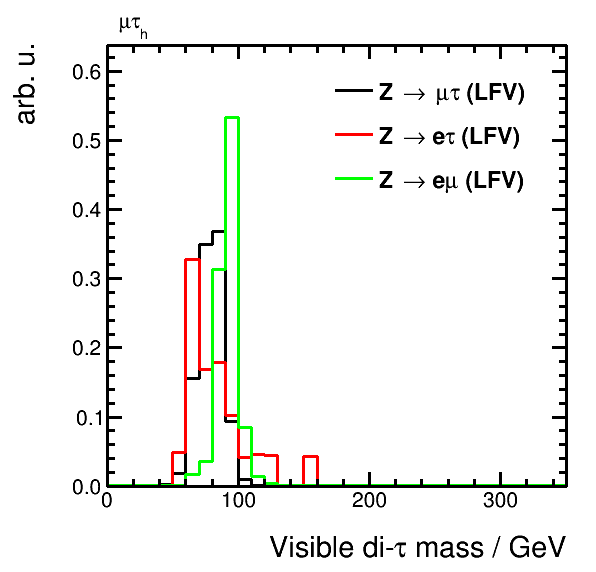 μτh
arb. u.
0.6
0.5
0.4
0.3
0.2
0.1
0.0
Z → μτ (LFV)
Z → eτ (LFV)
Z → eμ (LFV)
0 100 200 300
Visible di-τ mass / GeV